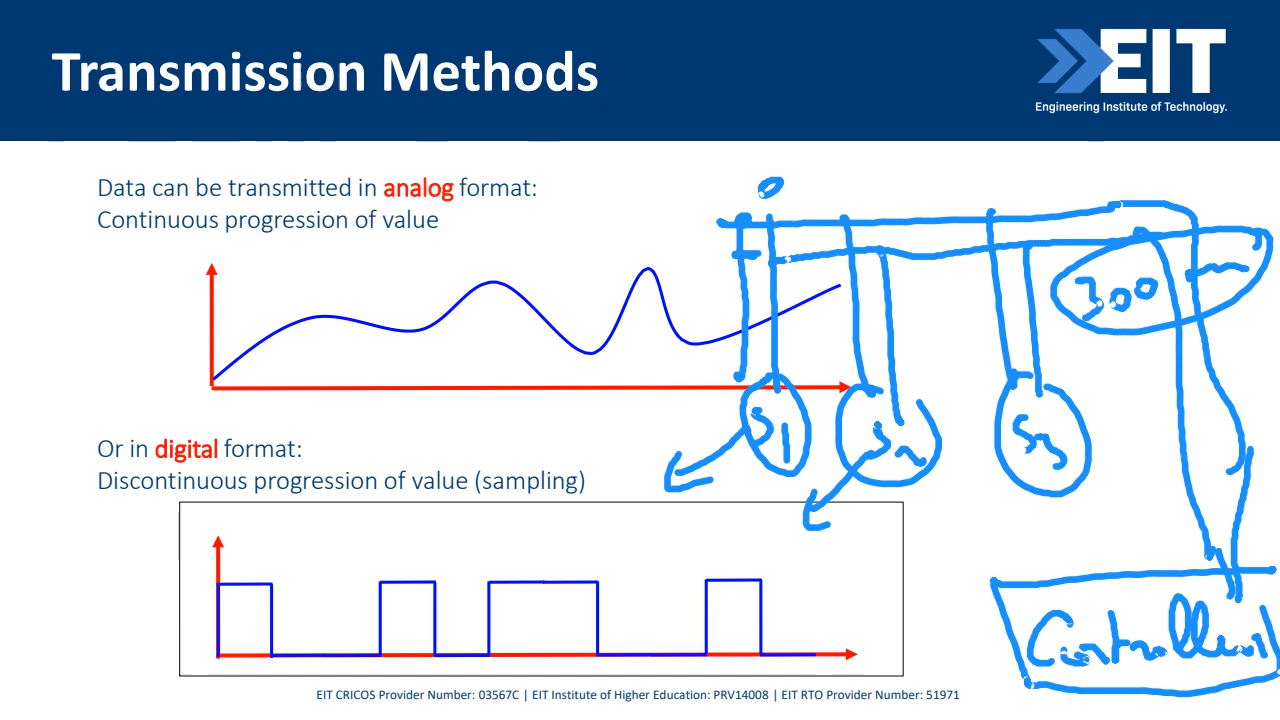 Transmission Methods
EIT
Engineering Institute of Technology.
Data can be transmitted in analog format:
Continuous progression of value
300
S1
S2
S3
Or in digital format:
Discontinuous progression of value (sampling)
EIT CRICOS Provider Number: 03567C | EIT Institute of Higher Education: PRV14008 | EIT RTO Provider Number: 51971